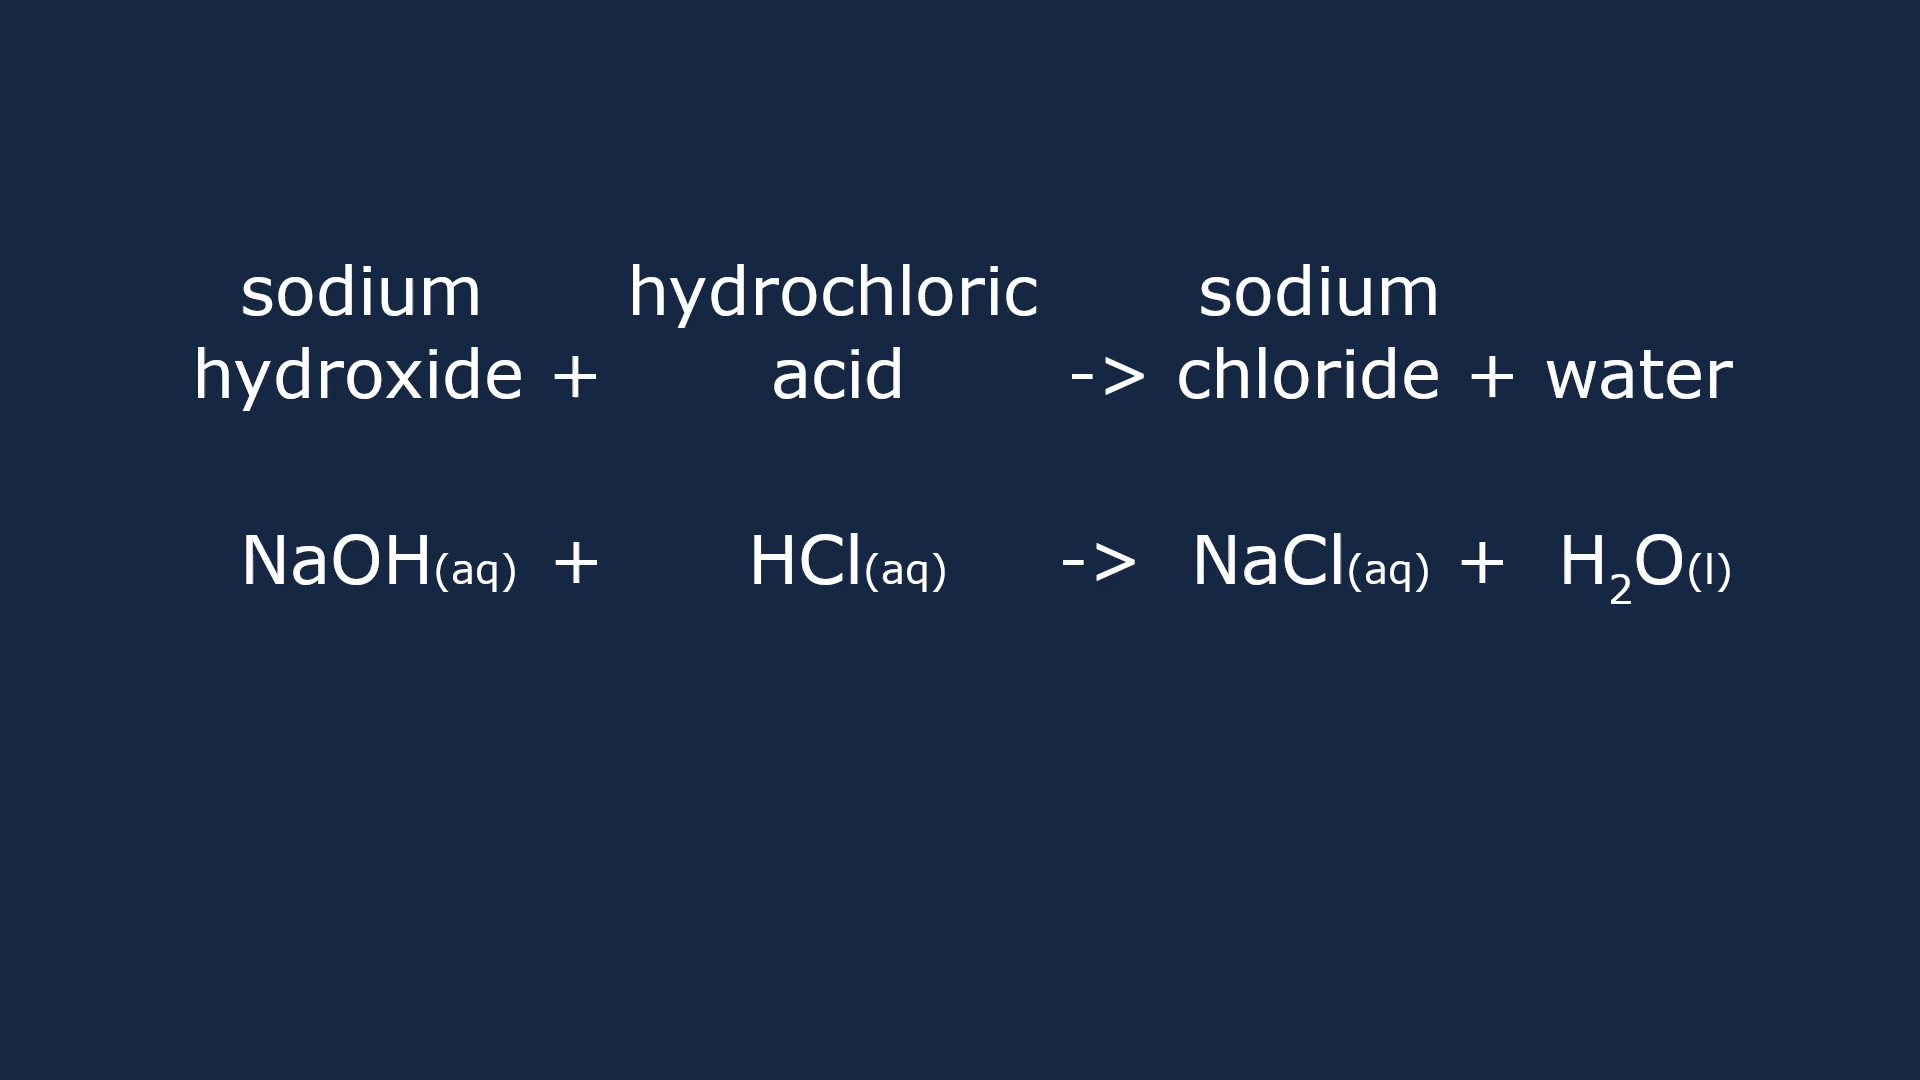 sodium hydrochloric sodium
hydroxide + acid -> chloride + water
NaOH(aq) + HCl(aq) -> NaCl(aq) + H₂O(l)